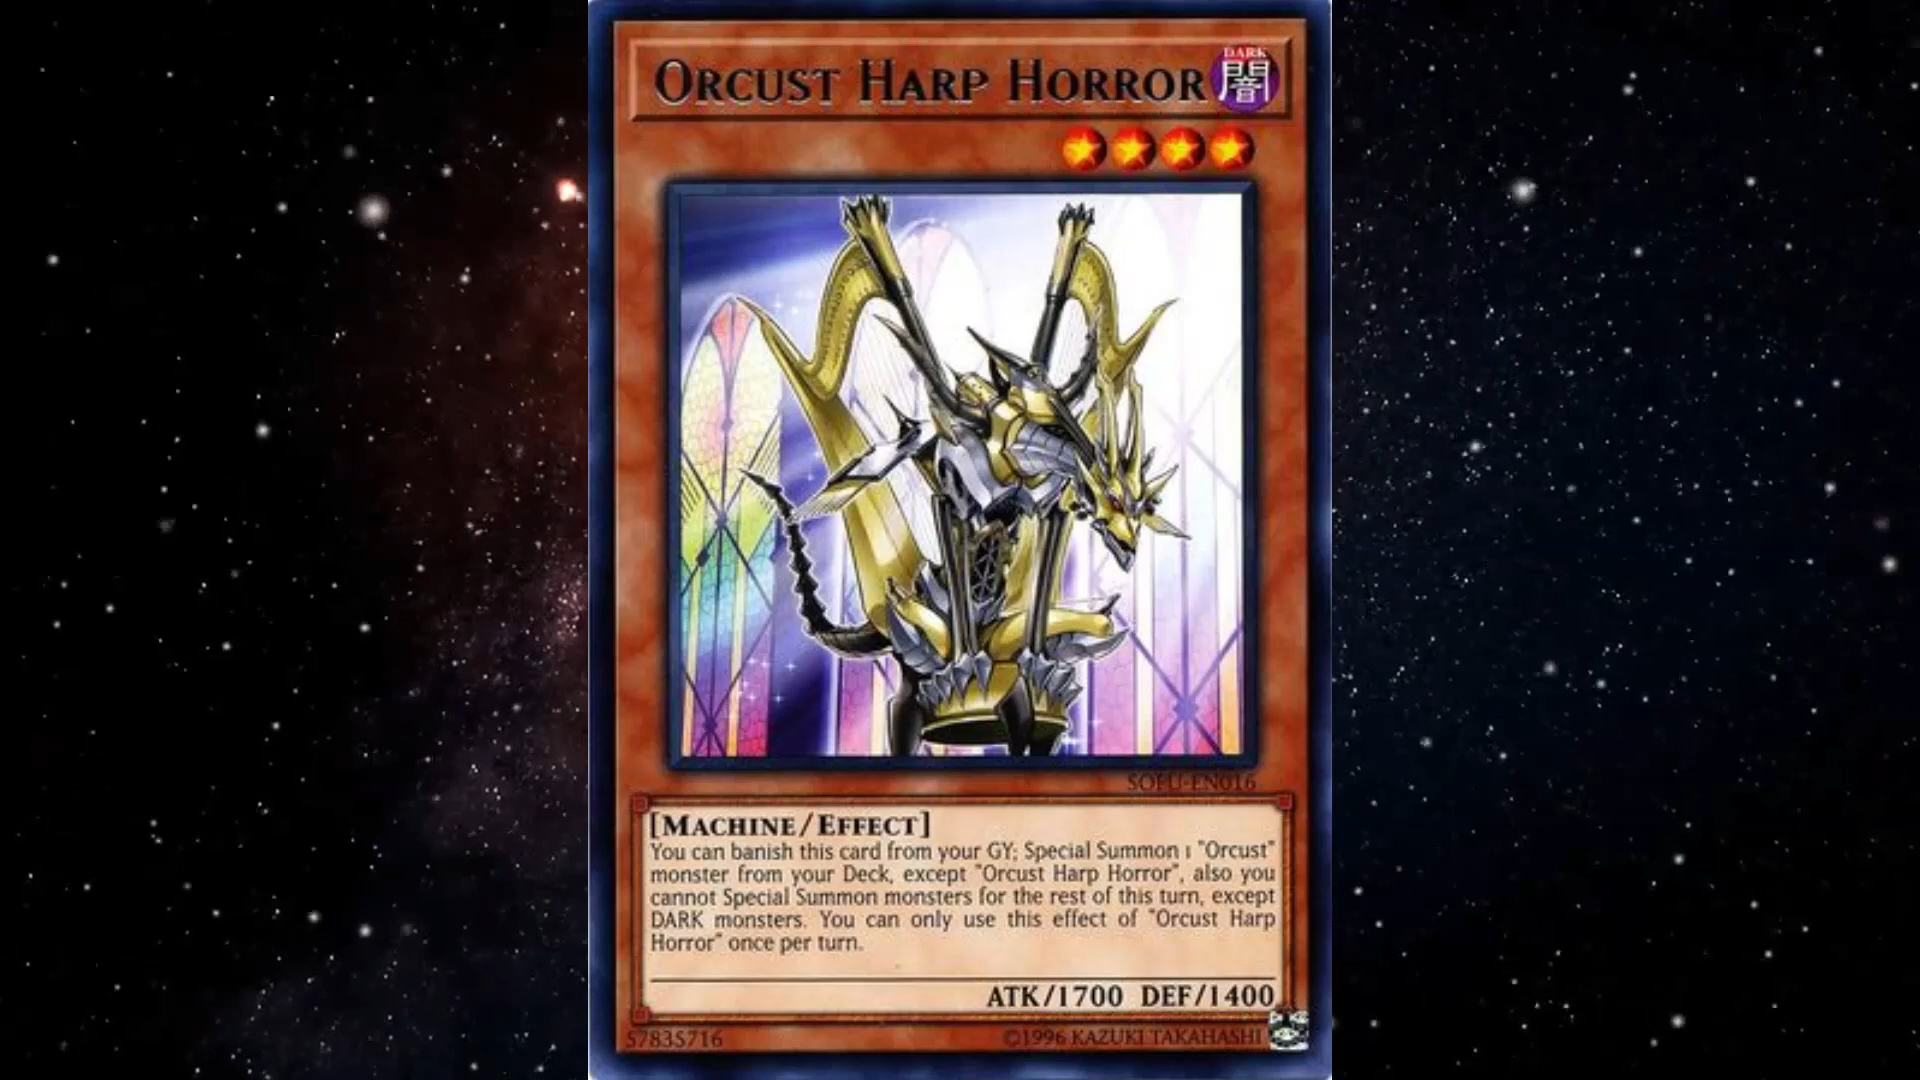 ORCUST HARP HORROR
DARK
闇
SOFU-EN016
[MACHINE/EFFECT]
You can banish this card from your GY; Special Summon 1 "Orcust"
monster from your Deck, except "Orcust Harp Horror", also you
cannot Special Summon monsters for the rest of this turn, except
DARK monsters. You can only use this effect of "Orcust Harp
Horror" once per turn.
ATK/1700 DEF/1400
57835716
©1996 KAZUKI TAKAHASHI